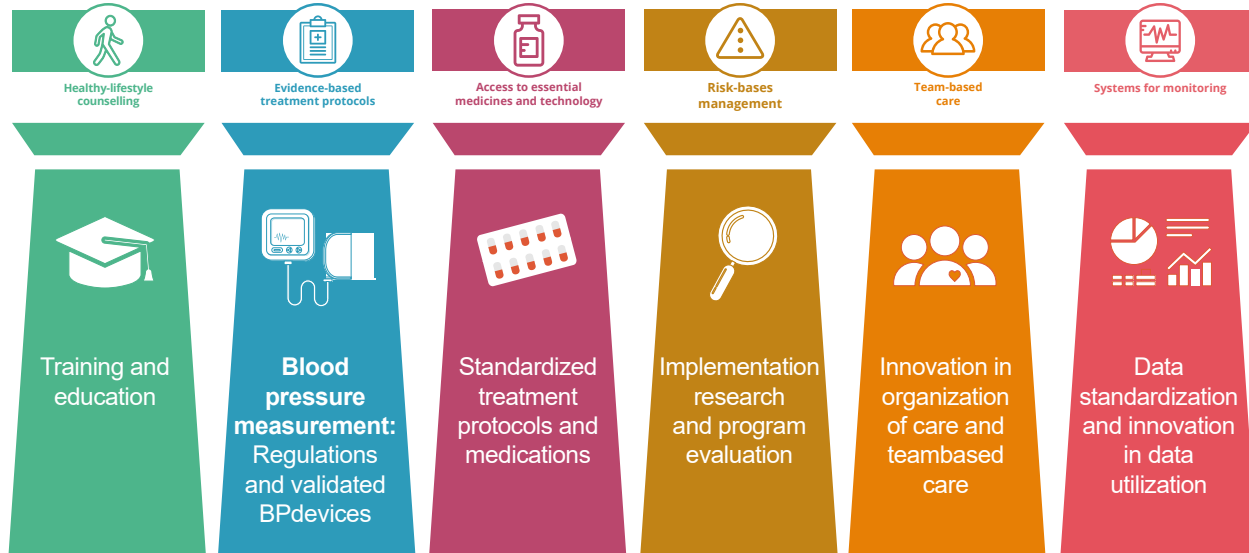 Healthy-lifestyle
counselling
Evidence-based
treatment protocols
Access to essential
medicines and technology
Risk-bases
management
Team-based
care
Systems for monitoring
Training and
education
Blood
pressure
measurement:
Regulations
and validated
BPdevices
Standardized
treatment
protocols and
medications
Implementation
research
and program
evaluation
Innovation in
organization
of care and
teambased
care
Data
standardization
and innovation
in data
utilization